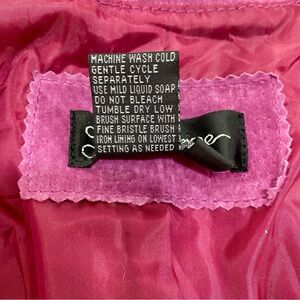 MACHINE WASH COLD
GENTLE CYCLE
SEPARATELY
USE MILD LIQUID SOAP
DO NOT BLEACH
TUMBLE DRY LOW
BRUSH SURFACE WITH
FINE BRISTLE BRUSH
IRON LINING ON LOWEST
SETTING AS NEEDED